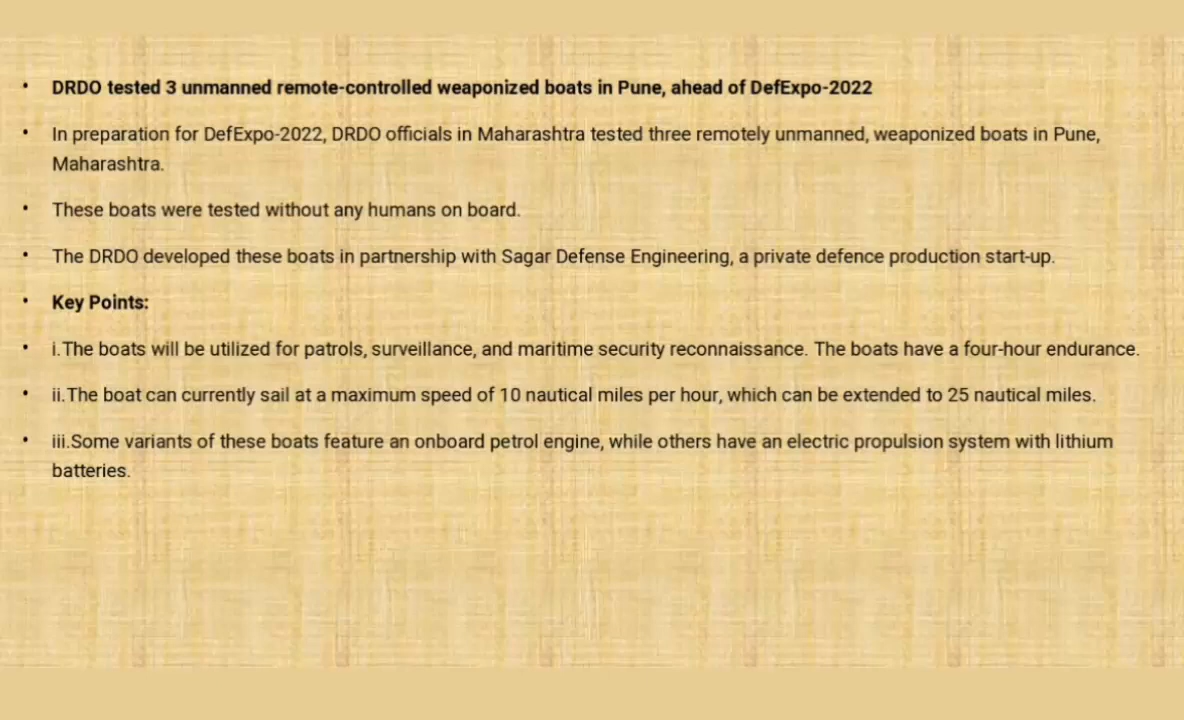 • DRDO tested 3 unmanned remote-controlled weaponized boats in Pune, ahead of DefExpo-2022
• In preparation for DefExpo-2022, DRDO officials in Maharashtra tested three remotely unmanned, weaponized boats in Pune,
Maharashtra.
• These boats were tested without any humans on board.
• The DRDO developed these boats in partnership with Sagar Defense Engineering, a private defence production start-up.
• Key Points:
• i.The boats will be utilized for patrols, surveillance, and maritime security reconnaissance. The boats have a four-hour endurance.
• ii.The boat can currently sail at a maximum speed of 10 nautical miles per hour, which can be extended to 25 nautical miles.
• iii.Some variants of these boats feature an onboard petrol engine, while others have an electric propulsion system with lithium
batteries.